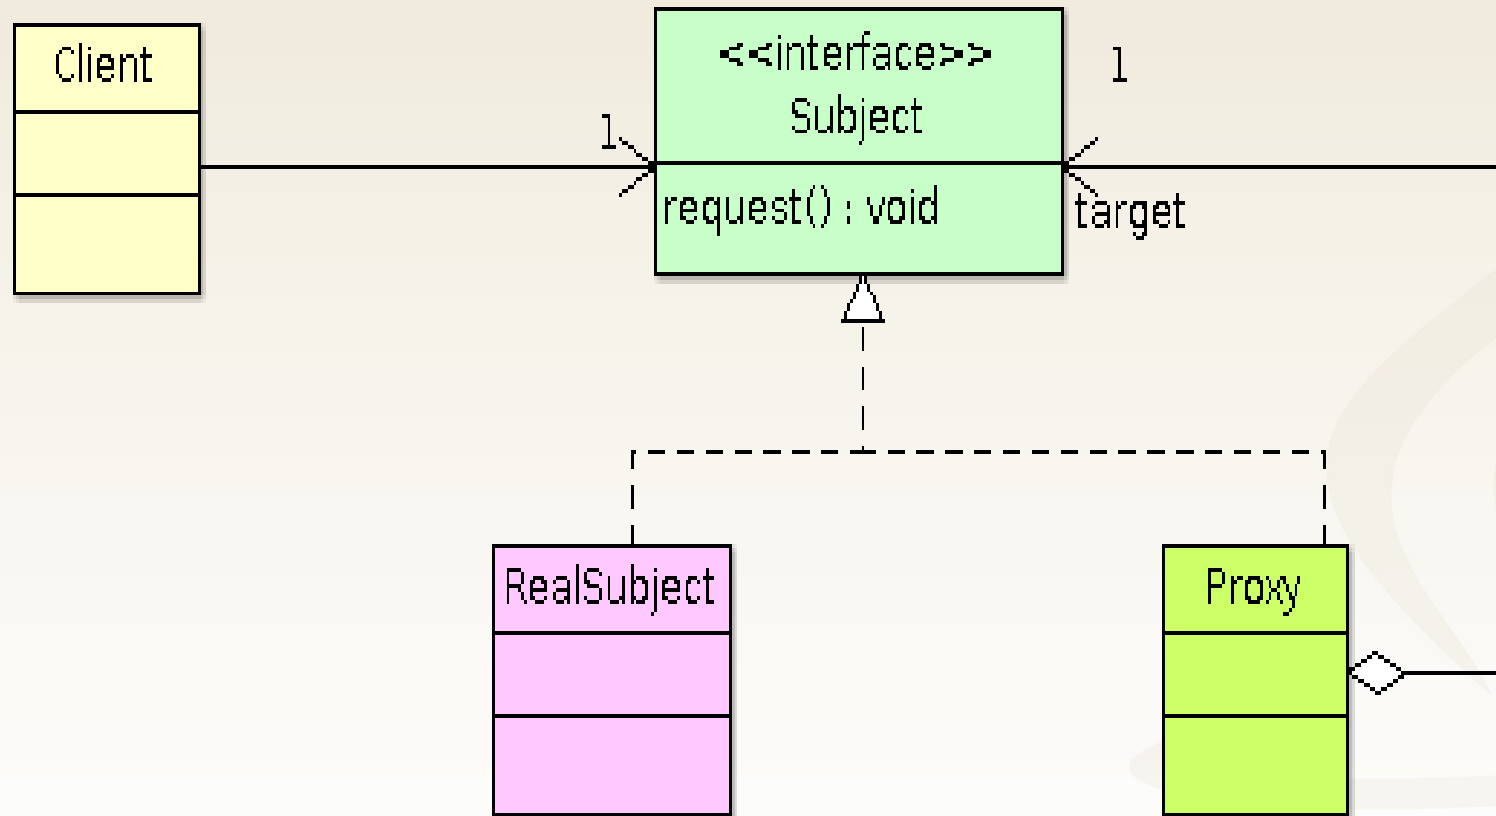 Client
<<interface>>
Subject
request() : void
1
1
target
RealSubject
Proxy